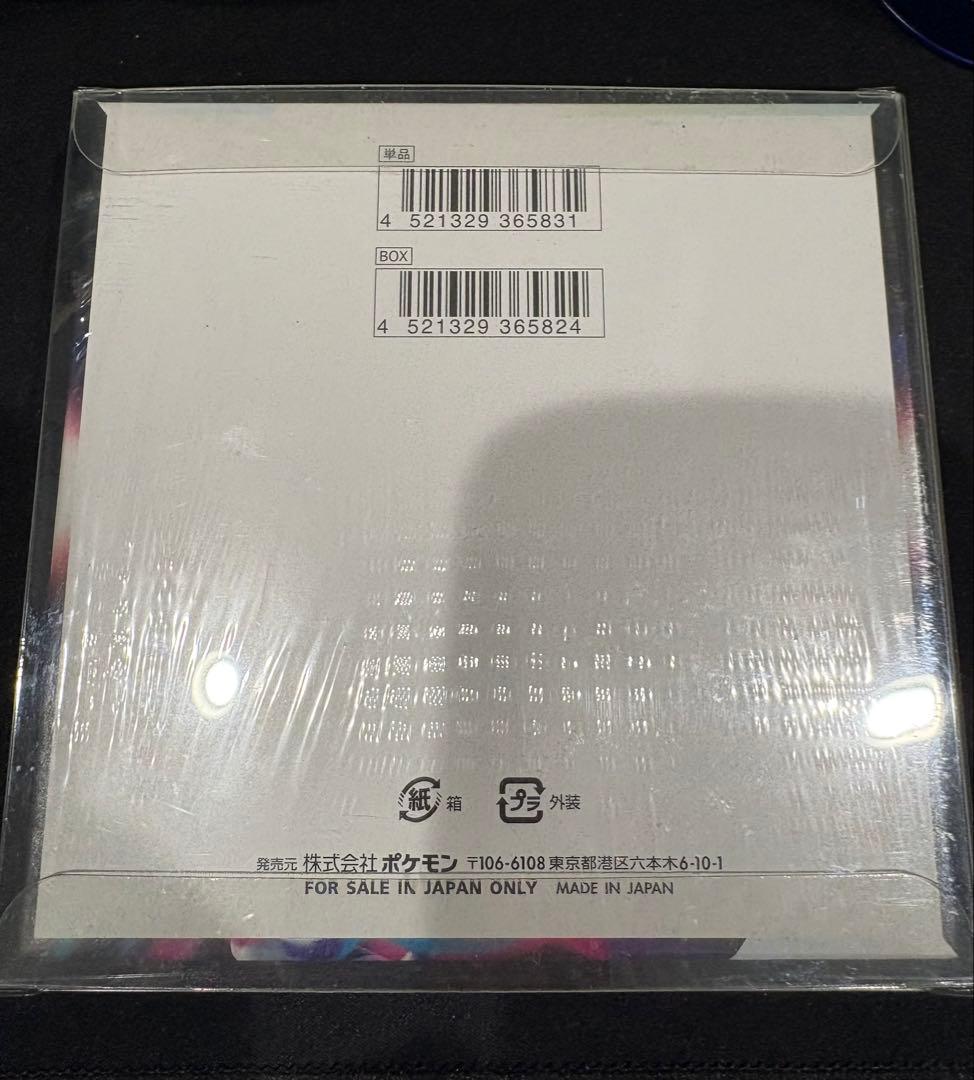 単品
4 521329 365831
BOX
4 521329 365824
紙 箱 プラ 外装
発売元 株式会社ポケモン 〒106-6108 東京都港区六本木6-10-1
FOR SALE IN JAPAN ONLY MADE IN JAPAN